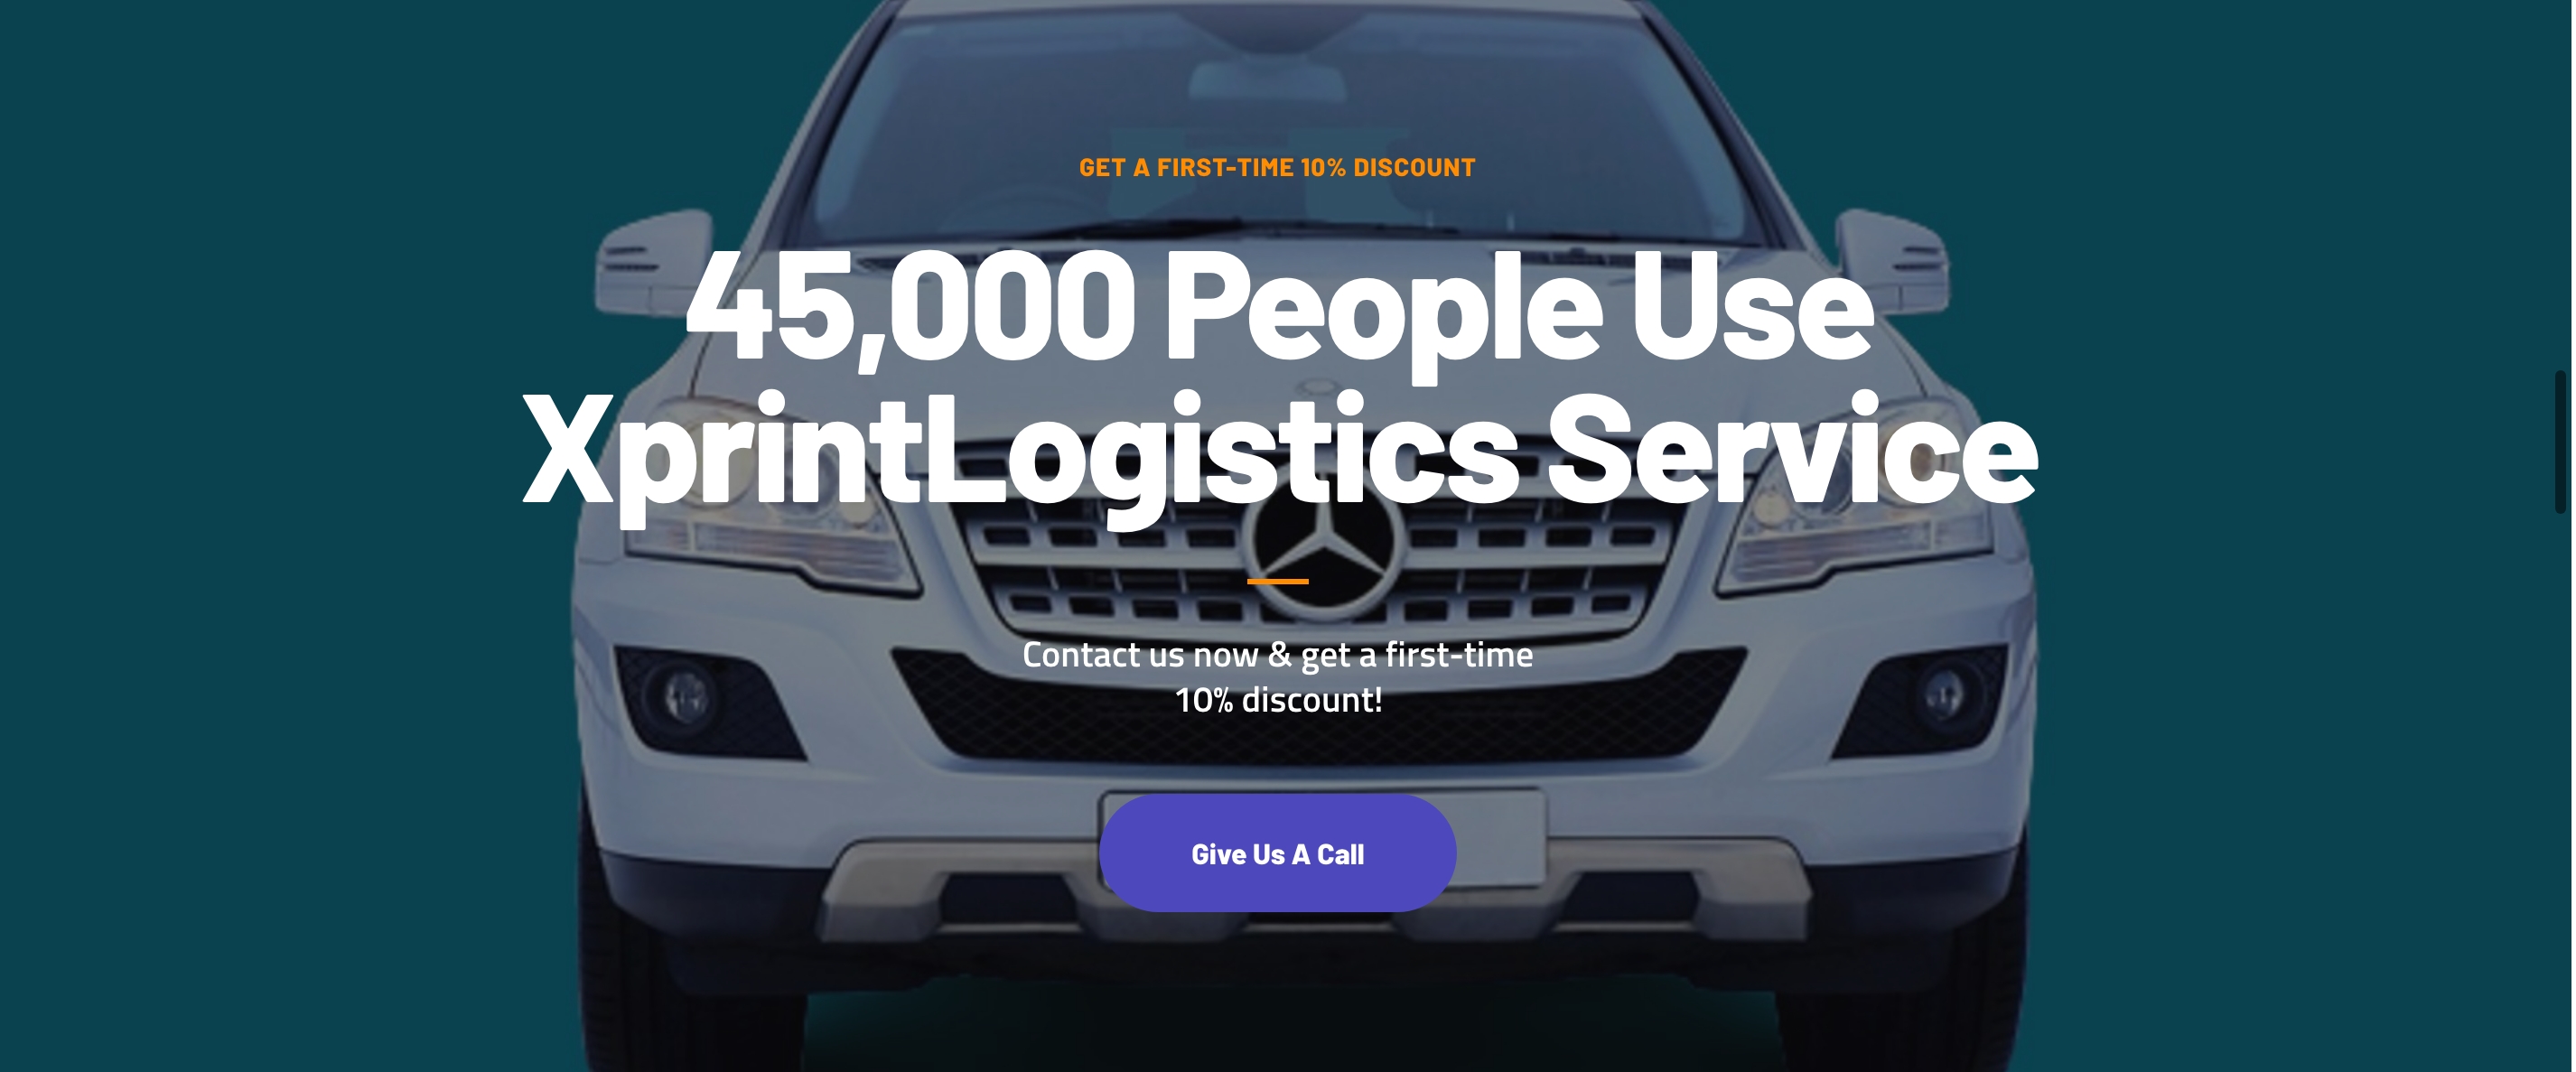 GET A FIRST-TIME 10% DISCOUNT
45,000 People Use
XprintLogistics Service
Contact us now & get a first-time
10% discount!
Give Us A Call